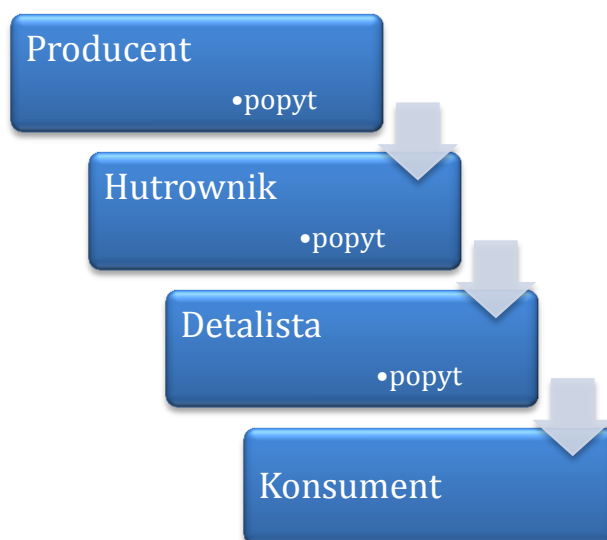 Producent
•popyt
Hutrownik
•popyt
Detalista
•popyt
Konsument